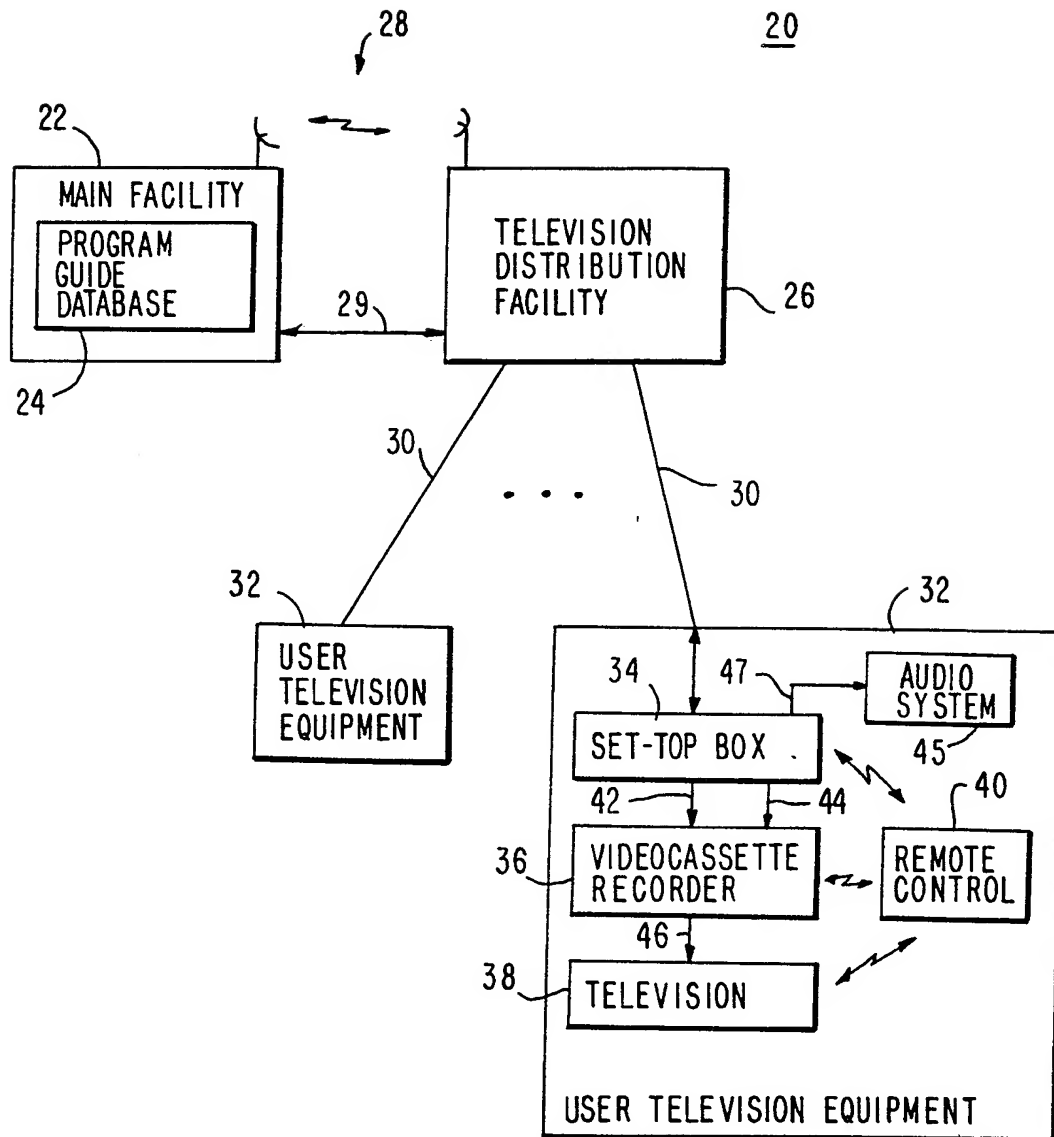 28
20
22
MAIN FACILITY
PROGRAM
GUIDE
DATABASE
24
29
TELEVISION
DISTRIBUTION
FACILITY
26
30
30
32
USER
TELEVISION
EQUIPMENT
32
34
47
AUDIO
SYSTEM
45
SET-TOP BOX
42
44
40
36
VIDEOCASSETTE
RECORDER
REMOTE
CONTROL
46
38
TELEVISION
USER TELEVISION EQUIPMENT